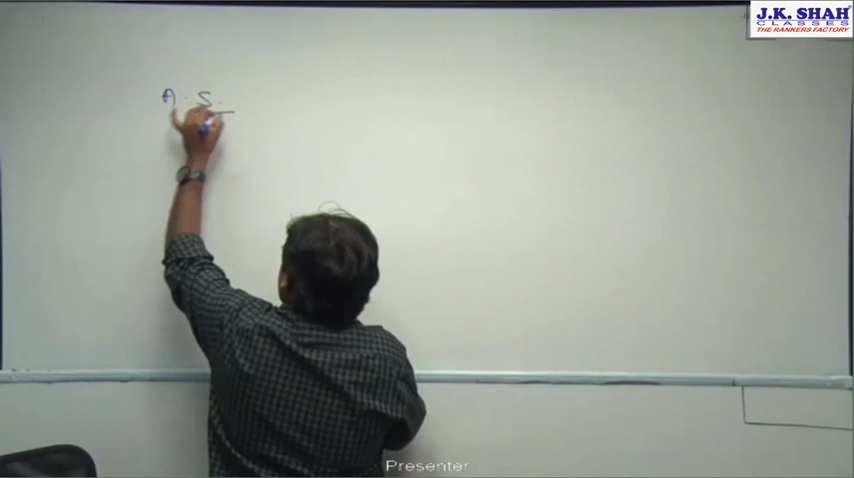 J.K. SHAH®
CLASSES
THE RANKERS FACTORY
A. S.
Presenter